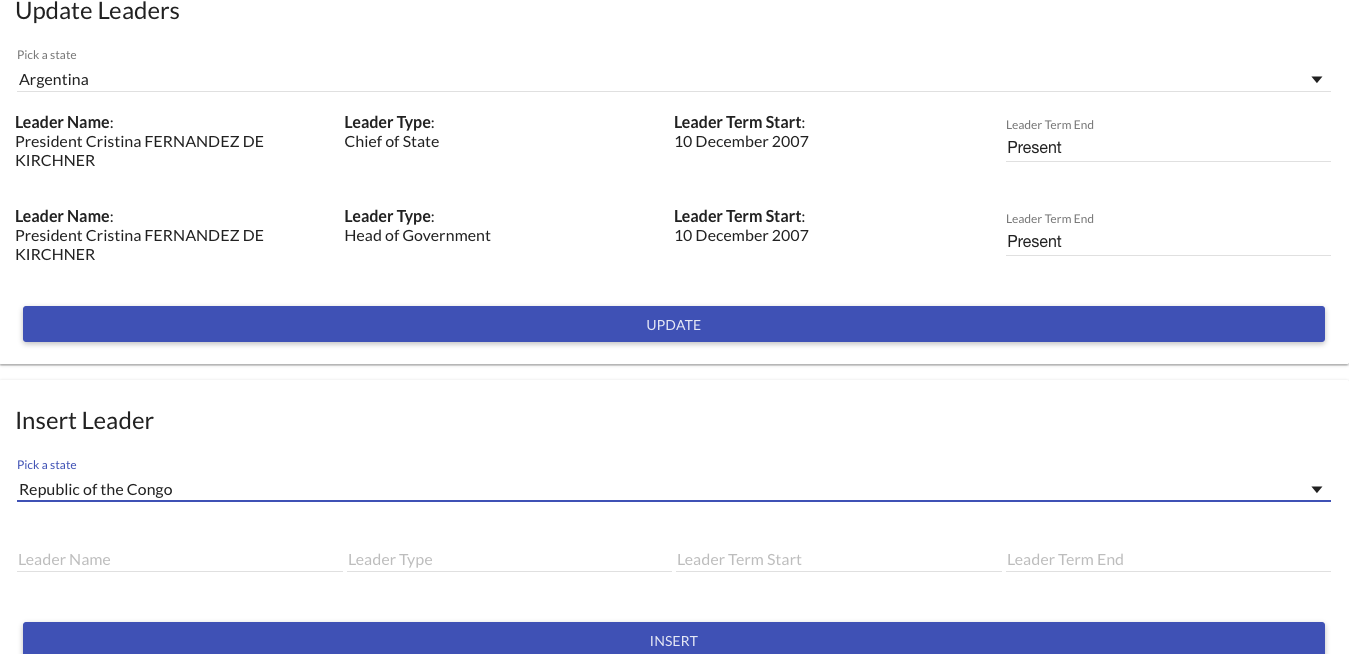 Update Leaders
Pick a state
Argentina
Leader Name: Leader Type: Leader Term Start: Leader Term End
President Cristina FERNANDEZ DE Chief of State 10 December 2007 Present
KIRCHNER
Leader Name: Leader Type: Leader Term Start: Leader Term End
President Cristina FERNANDEZ DE Head of Government 10 December 2007 Present
KIRCHNER
UPDATE
Insert Leader
Pick a state
Republic of the Congo
Leader Name Leader Type Leader Term Start Leader Term End
INSERT